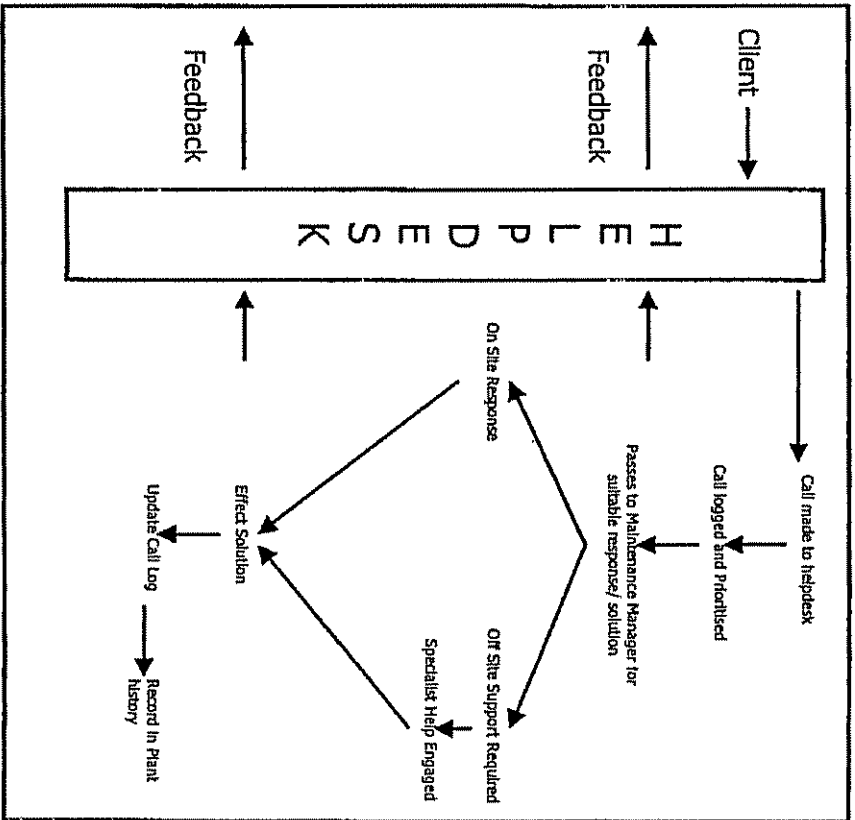 Client
Feedback
Feedback
H E L P D E S K
Call made to helpdesk
Call logged and Prioritised
Passes to Maintenance Manager for
suitable response/ solution
On Site Response
Off Site Support Required
Specialist Help Engaged
Effect Solution
Update Call Log
Record in Plant
history